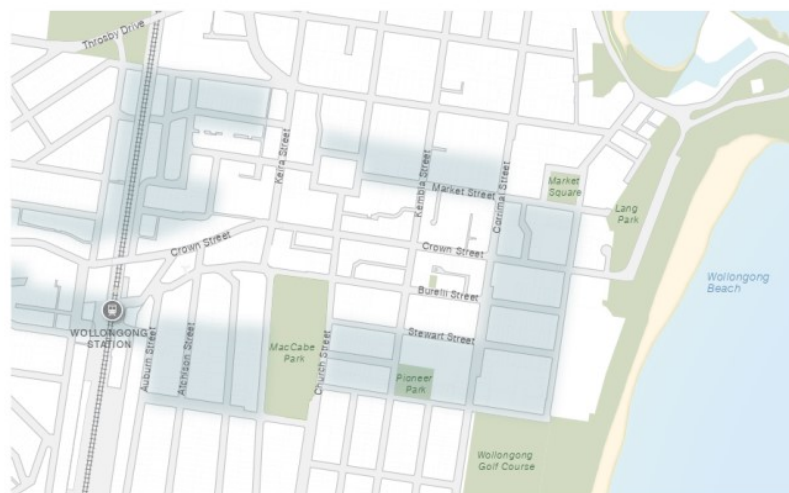 Throsby Drive
Keira Street
Kembla Street
Corrimal Street
Market Street
Market
Square
Lang
Park
Crown Street
Crown Street
Wollongong
Beach
Burelli Street
WOLLONGONG
STATION
Auburn Street
Atchison Street
MacCabe
Park
Church Street
Stewart Street
Pioneer
Park
Wollongong
Golf Course